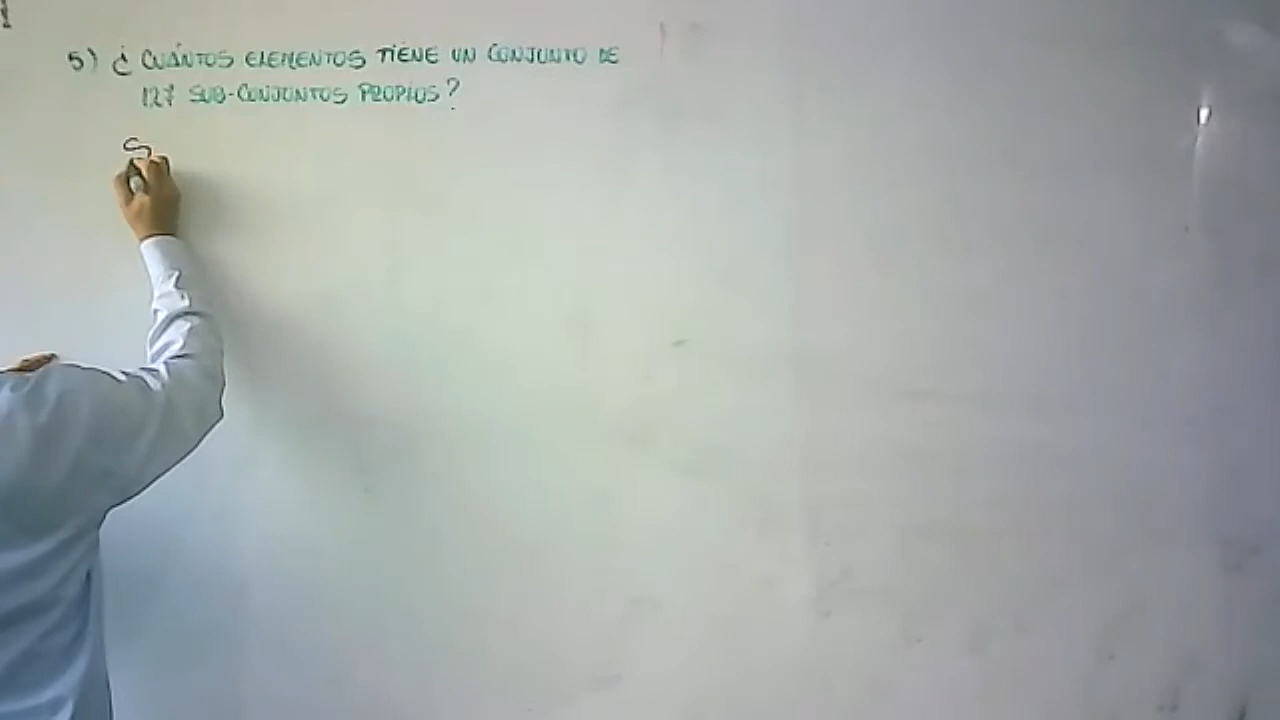 5) ¿ CUÁNTOS ELEMENTOS TIENE UN CONJUNTO DE
127 SUB-CONJUNTOS PROPIOS?
S